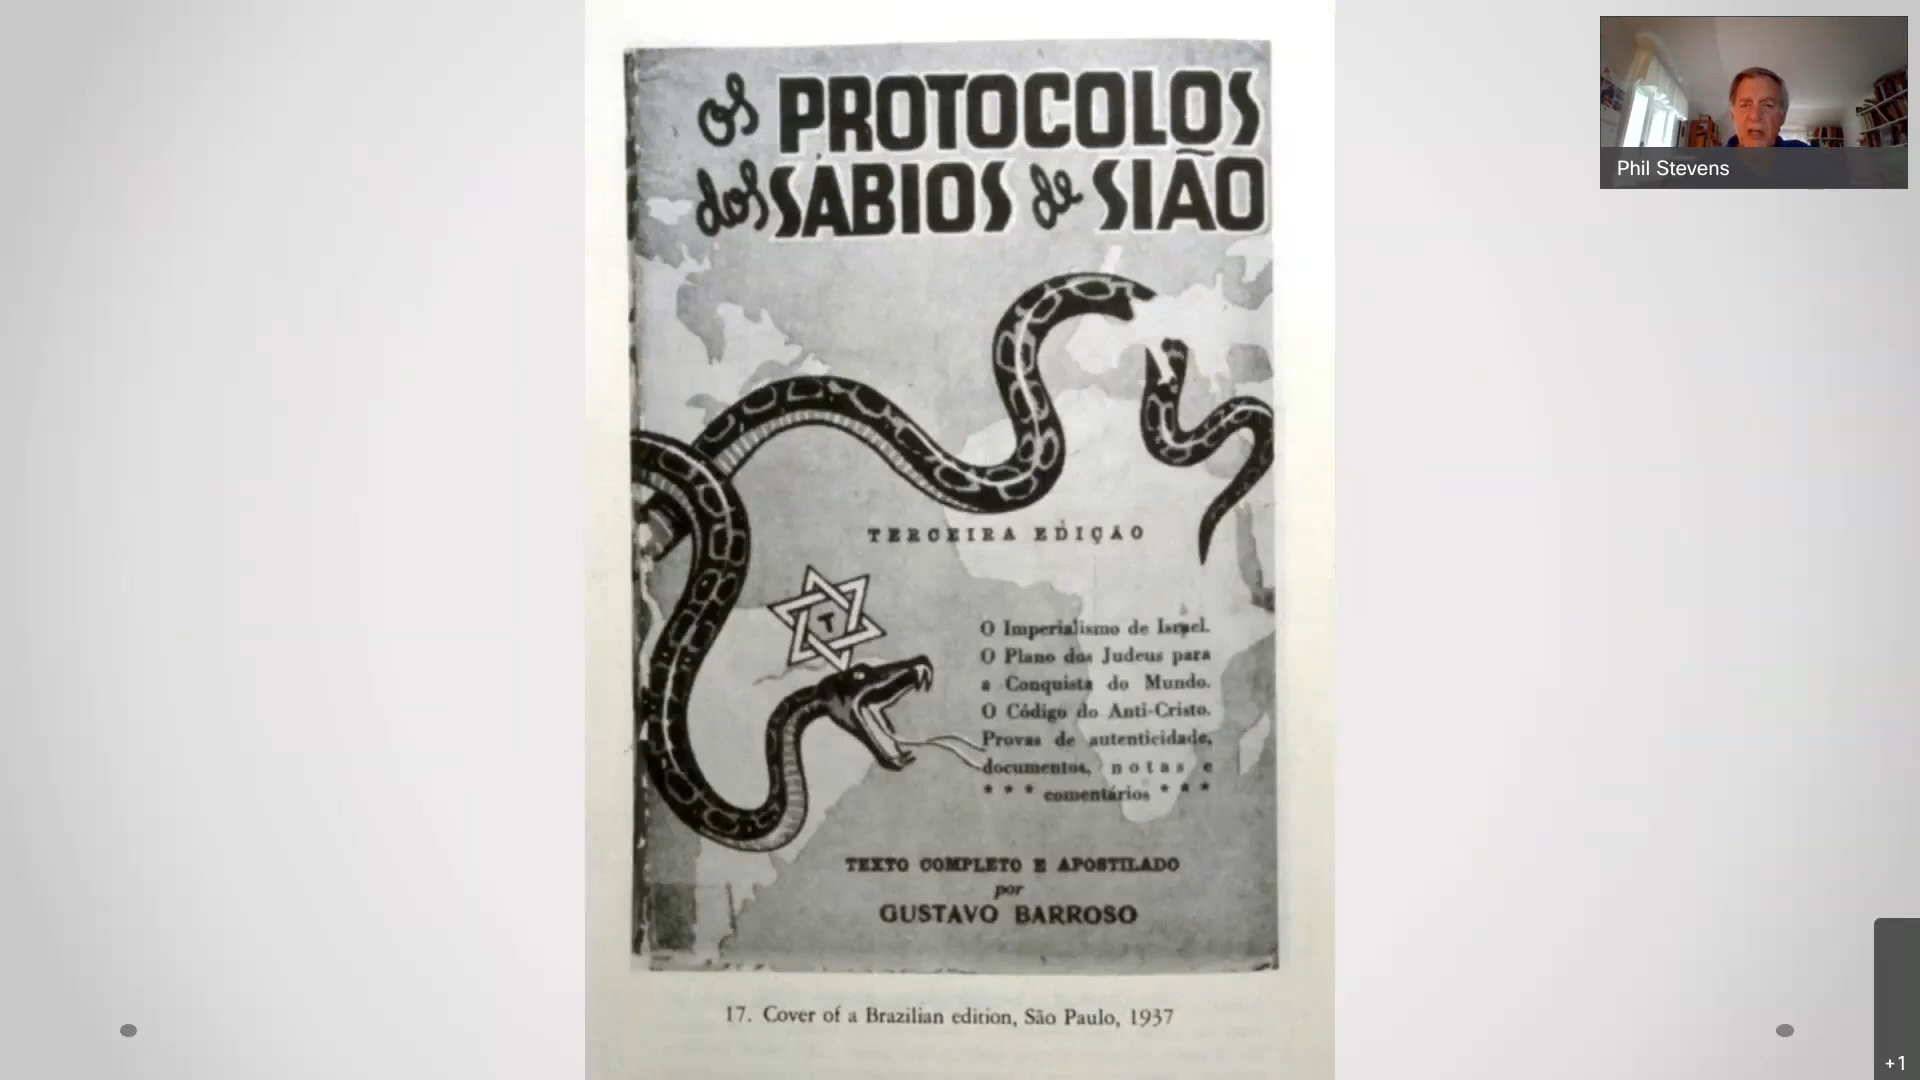 os PROTOCOLOS
dos SÁBIOS de SIÃO
TERCEIRA EDIÇÃO
T
O Imperialismo de Israel.
O Plano dos Judeus para
a Conquista do Mundo.
O Código do Anti-Cristo.
Provas de autenticidade,
documentos, notas e
* * * comentários * * *
TEXTO COMPLETO E APOSTILADO
por
GUSTAVO BARROSO
17. Cover of a Brazilian edition, São Paulo, 1937
Phil Stevens
+1